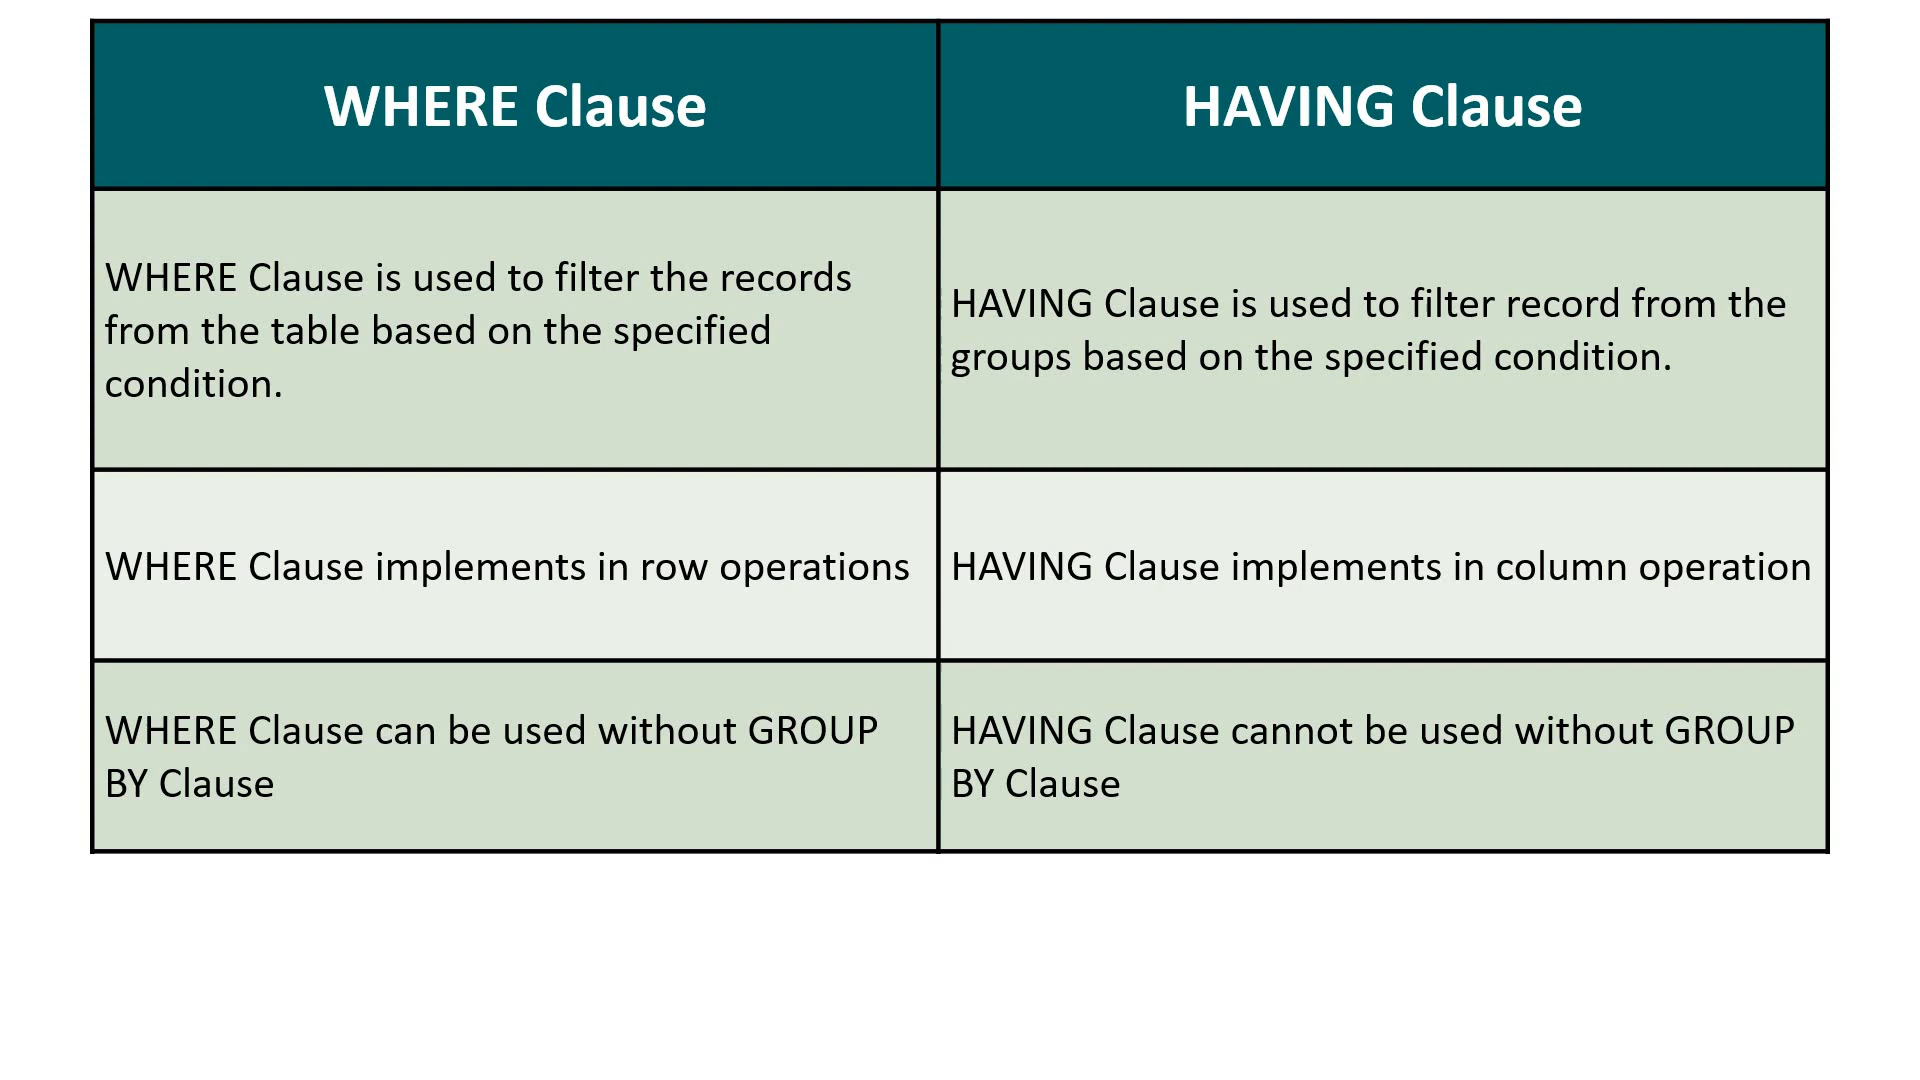 WHERE Clause
HAVING Clause
WHERE Clause is used to filter the records
from the table based on the specified
condition.
HAVING Clause is used to filter record from the
groups based on the specified condition.
WHERE Clause implements in row operations
HAVING Clause implements in column operation
WHERE Clause can be used without GROUP
BY Clause
HAVING Clause cannot be used without GROUP
BY Clause